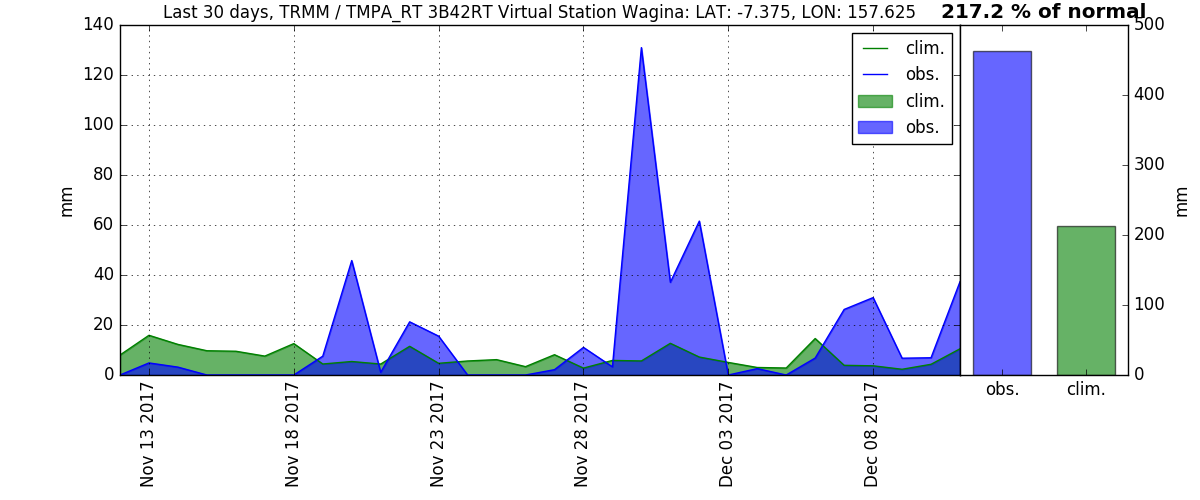 Last 30 days, TRMM / TMPA_RT 3B42RT Virtual Station Wagina: LAT: -7.375, LON: 157.625
217.2 % of normal
140
120
100
80
60
40
20
0
mm
Nov 13 2017
Nov 18 2017
Nov 23 2017
Nov 28 2017
Dec 03 2017
Dec 08 2017
clim.
obs.
clim.
obs.
500
400
300
200
100
0
mm
obs.
clim.